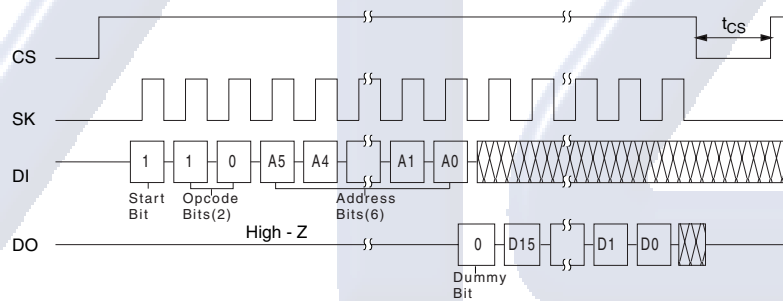 CS
tCS
SK
DI
1 1 0 A5 A4 A1 A0
Start
Bit
Opcode
Bits(2)
Address
Bits(6)
DO
High - Z
0 D15 D1 D0
Dummy
Bit